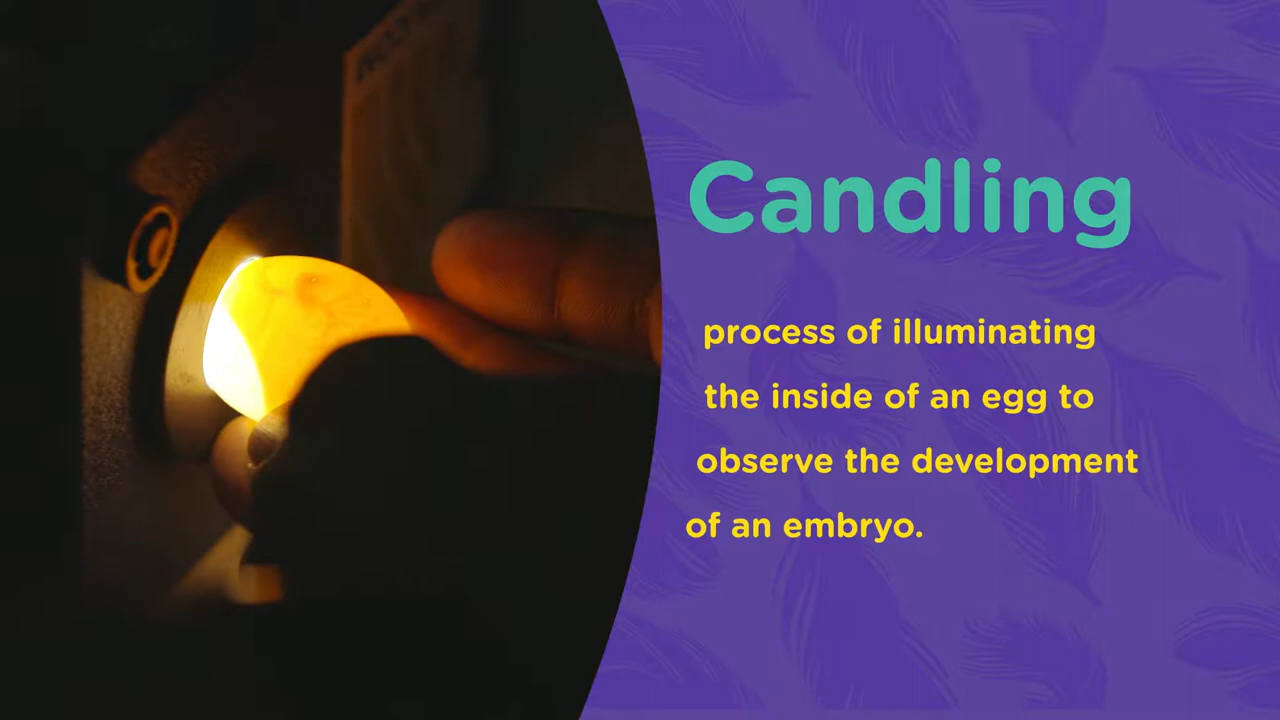 Candling
process of illuminating
the inside of an egg to
observe the development
of an embryo.